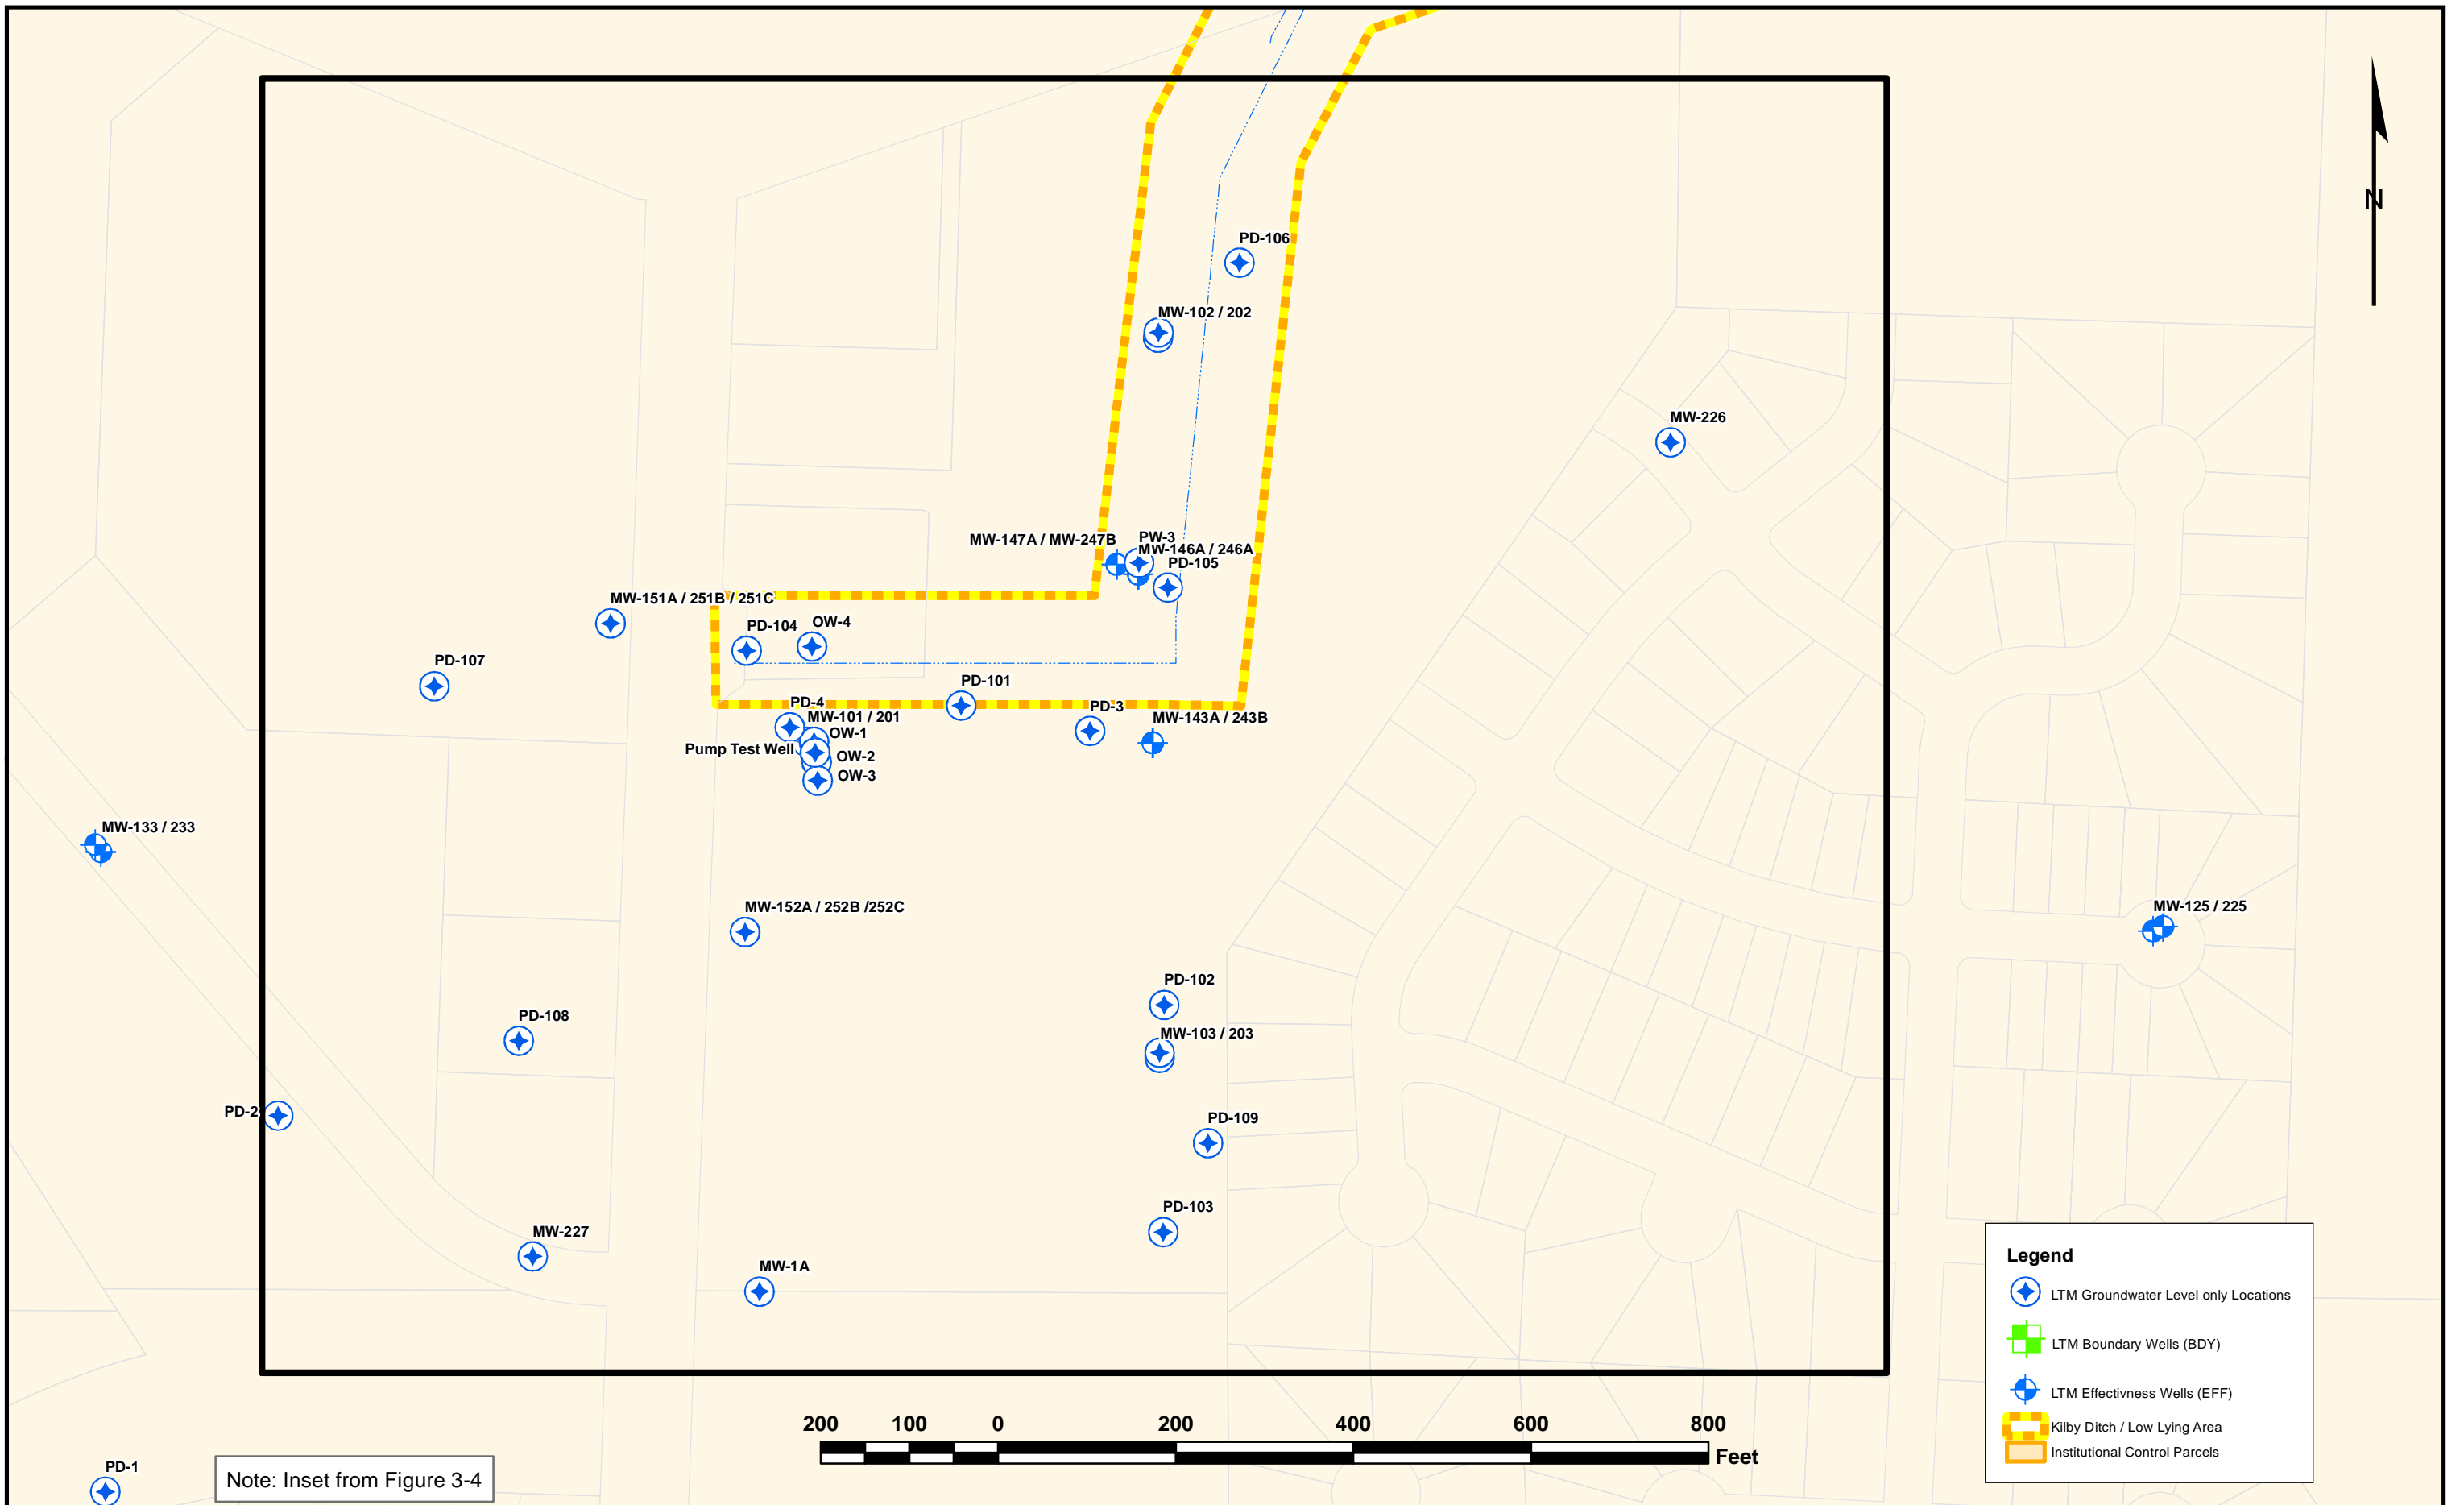 N
PD-106
MW-102 / 202
MW-226
MW-147A / MW-247B
PW-3
MW-146A / 246A
PD-105
MW-151A / 251B / 251C
PD-104
OW-4
PD-107
PD-101
PD-4
PD-3
MW-101 / 201
MW-143A / 243B
OW-1
Pump Test Well
OW-2
OW-3
MW-133 / 233
MW-152A / 252B /252C
MW-125 / 225
PD-102
PD-108
MW-103 / 203
PD-2
PD-109
PD-103
MW-227
MW-1A
Legend
LTM Groundwater Level only Locations
LTM Boundary Wells (BDY)
LTM Effectivness Wells (EFF)
Kilby Ditch / Low Lying Area
Institutional Control Parcels
200 100 0 200 400 600 800
Feet
PD-1
Note: Inset from Figure 3-4